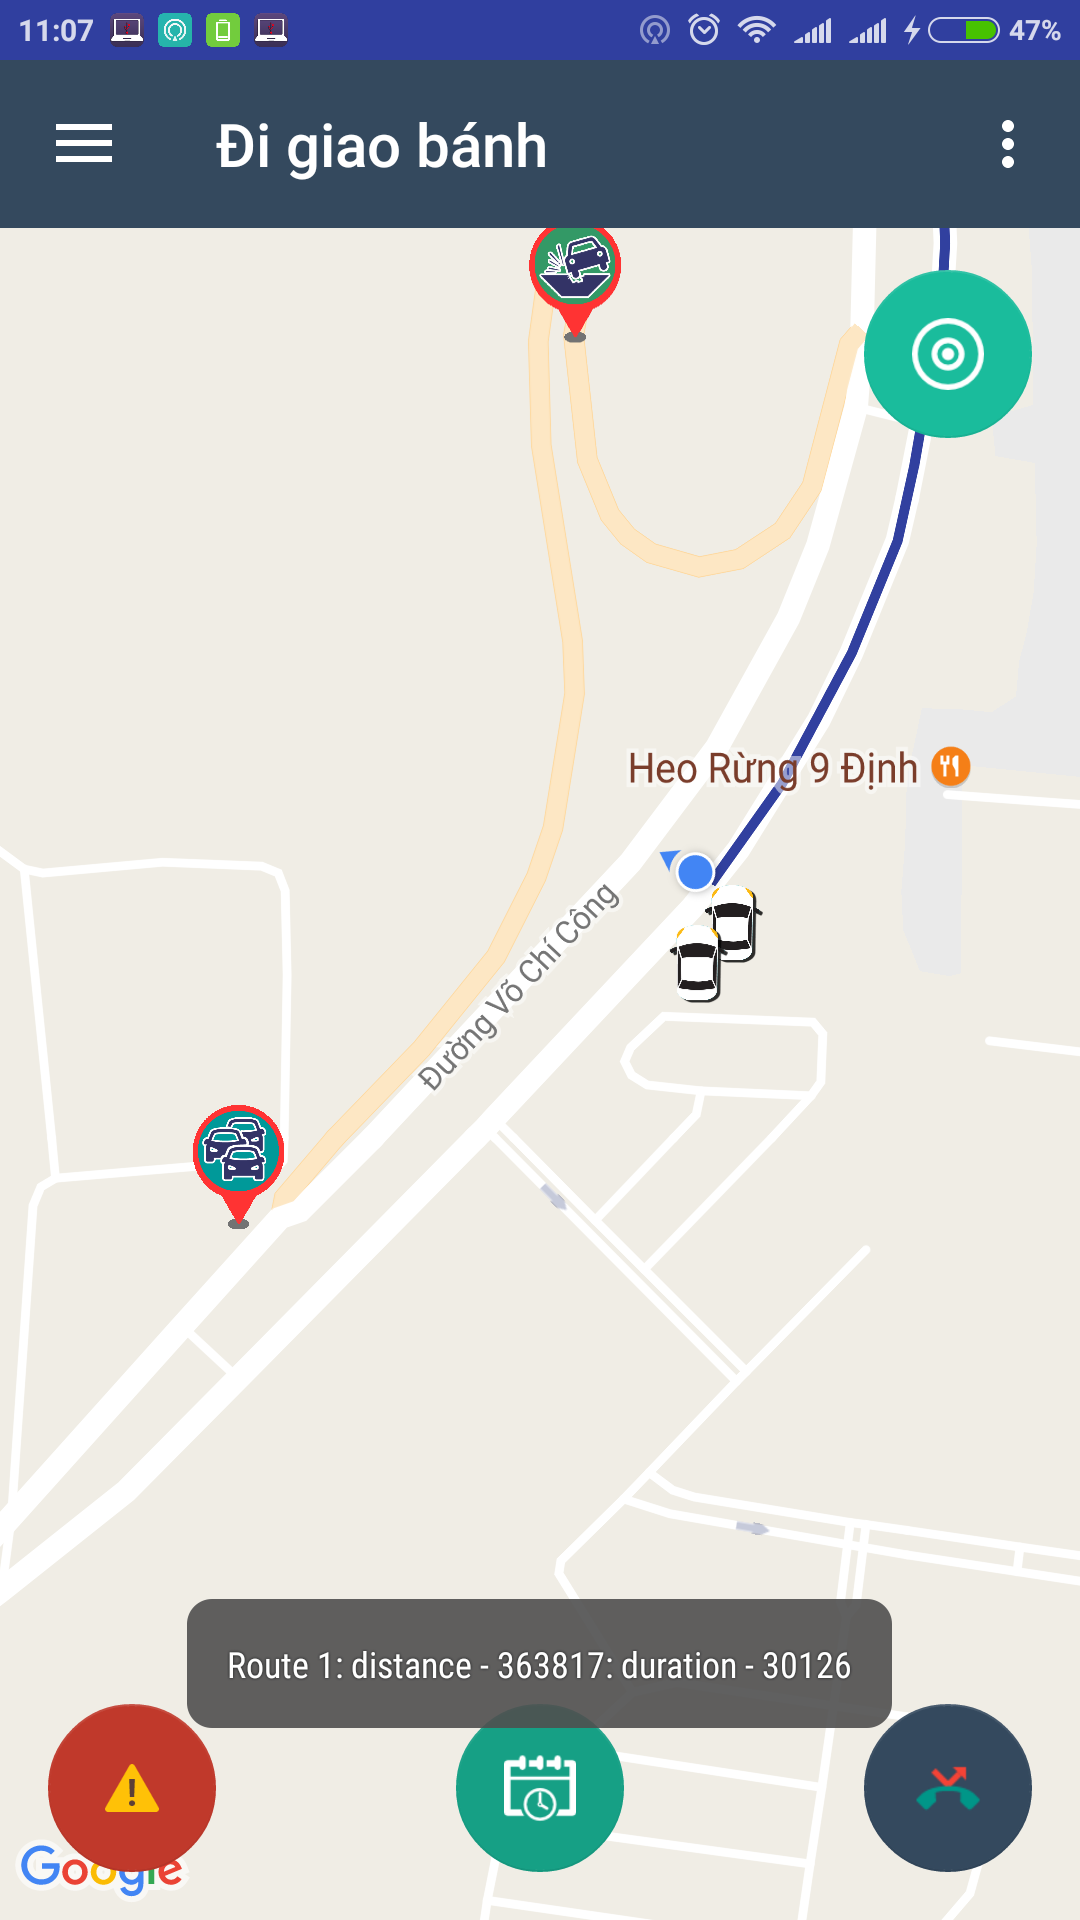 11:07
47%
Đi giao bánh
Heo Rừng 9 Định
Đường Võ Chí Công
Route 1: distance - 363817: duration - 30126
Google